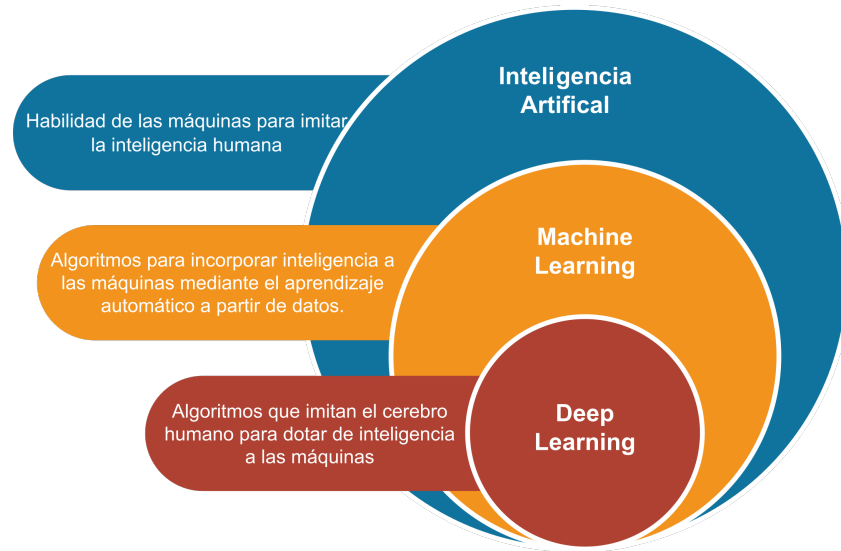 Inteligencia
Artifical
Habilidad de las máquinas para imitar
la inteligencia humana
Machine
Learning
Algoritmos para incorporar inteligencia a
las máquinas mediante el aprendizaje
automático a partir de datos.
Deep
Learning
Algoritmos que imitan el cerebro
humano para dotar de inteligencia
a las máquinas